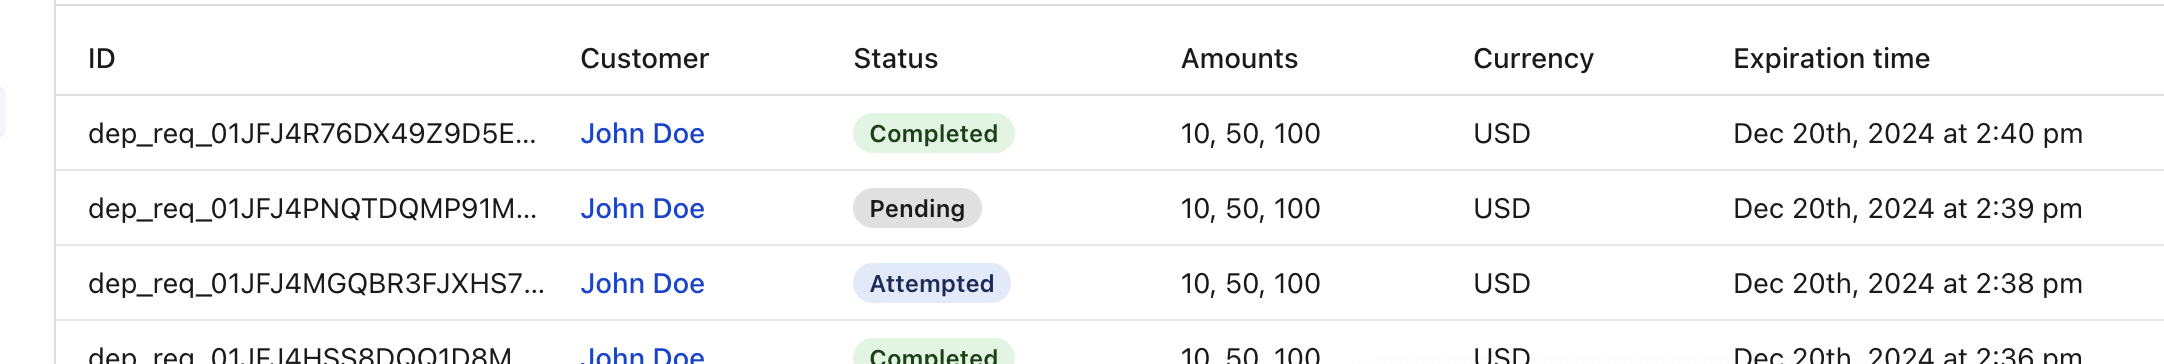 ID Customer Status Amounts Currency Expiration time
dep_req_01JFJ4R76DX49Z9D5E... John Doe Completed 10, 50, 100 USD Dec 20th, 2024 at 2:40 pm
dep_req_01JFJ4PNQTDQMP91M... John Doe Pending 10, 50, 100 USD Dec 20th, 2024 at 2:39 pm
dep_req_01JFJ4MGQBR3FJXHS7... John Doe Attempted 10, 50, 100 USD Dec 20th, 2024 at 2:38 pm
John Doe Completed 10, 50, 100 USD Dec 20th, 2024 at 2:36 pm